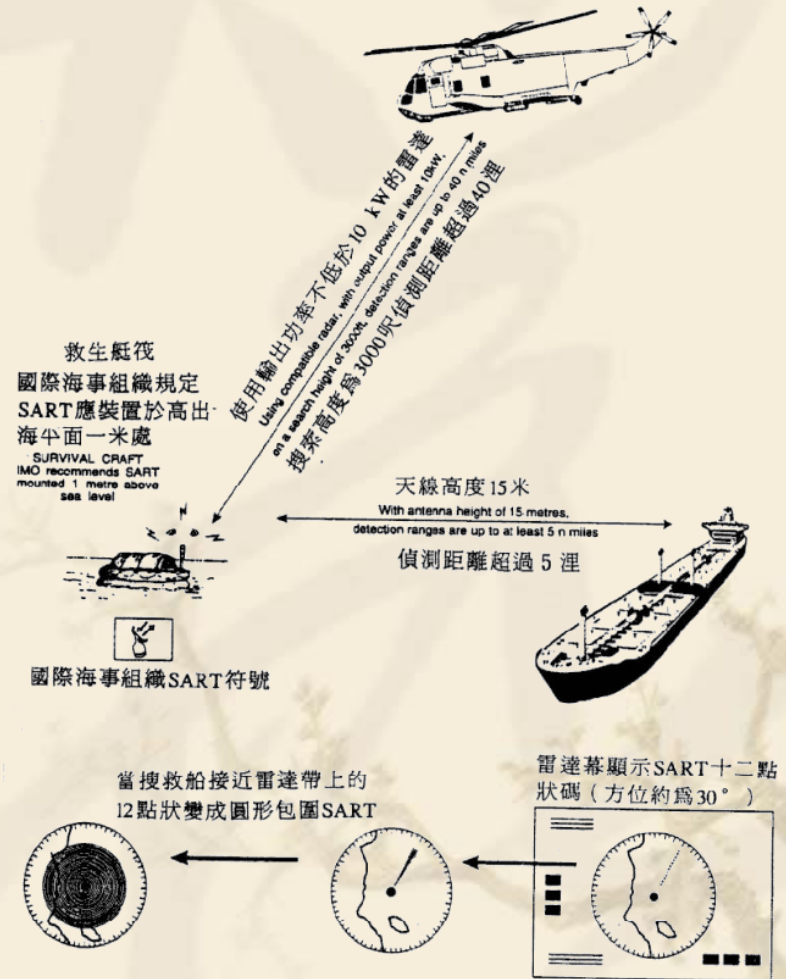 使用輸出功率不低於10 kW的雷達
Using compatible radar, with output power at least 10kW,
on a search height of 3000ft, detection ranges are up to 40 n miles
搜索高度爲3000呎偵測距離超過40浬
救生艇筏
國際海事組織規定
SART應裝置於高出
海平面一米處
SURVIVAL CRAFT
IMO recommends SART
mounted 1 metre above
sea level
天線高度15米
With antenna height of 15 metres,
detection ranges are up to at least 5 n miles
偵測距離超過 5 浬
國際海事組織SART符號
當搜救船接近雷達帶上的
12點狀變成圓形包圍SART
雷達幕顯示SART十二點
狀碼（方位約爲30°）